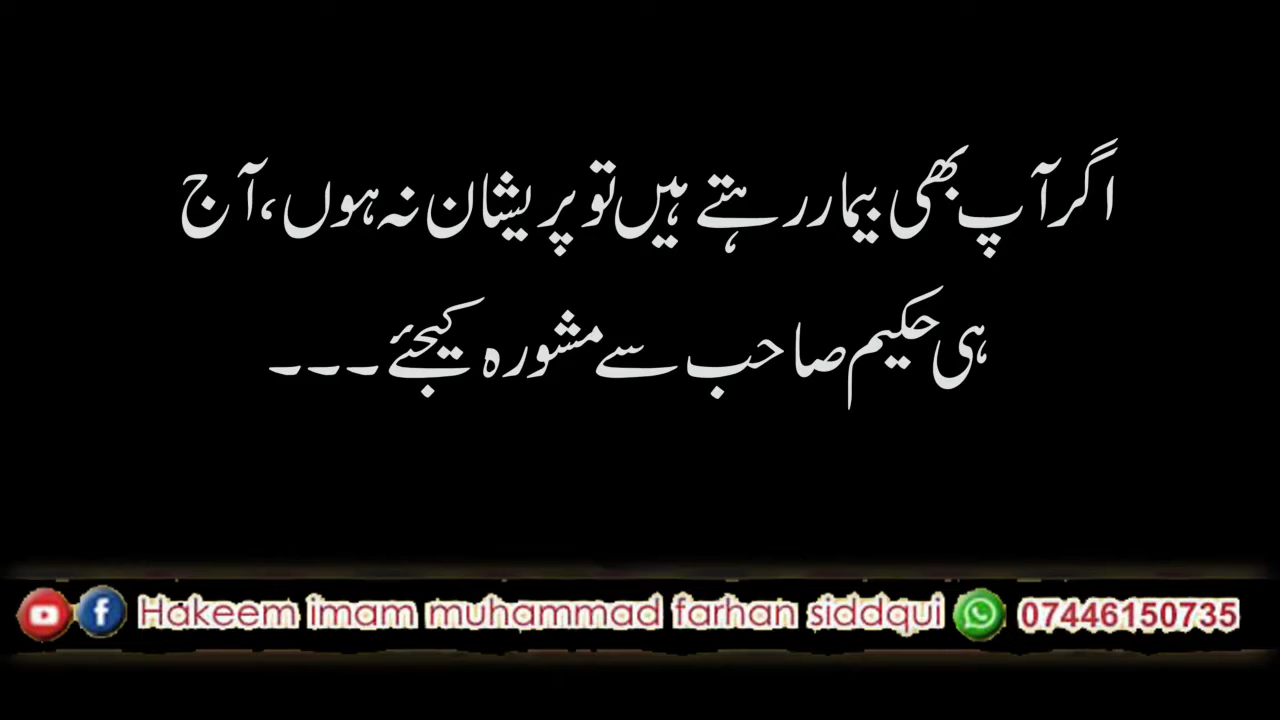 اگر آپ بھی بیمار رہتے ہیں تو پریشان نہ ہوں، آج
ہی حکیم صاحب سے مشورہ کیجئے ۔۔۔
Hakeem imam muhammad farhan siddqui 07446150735